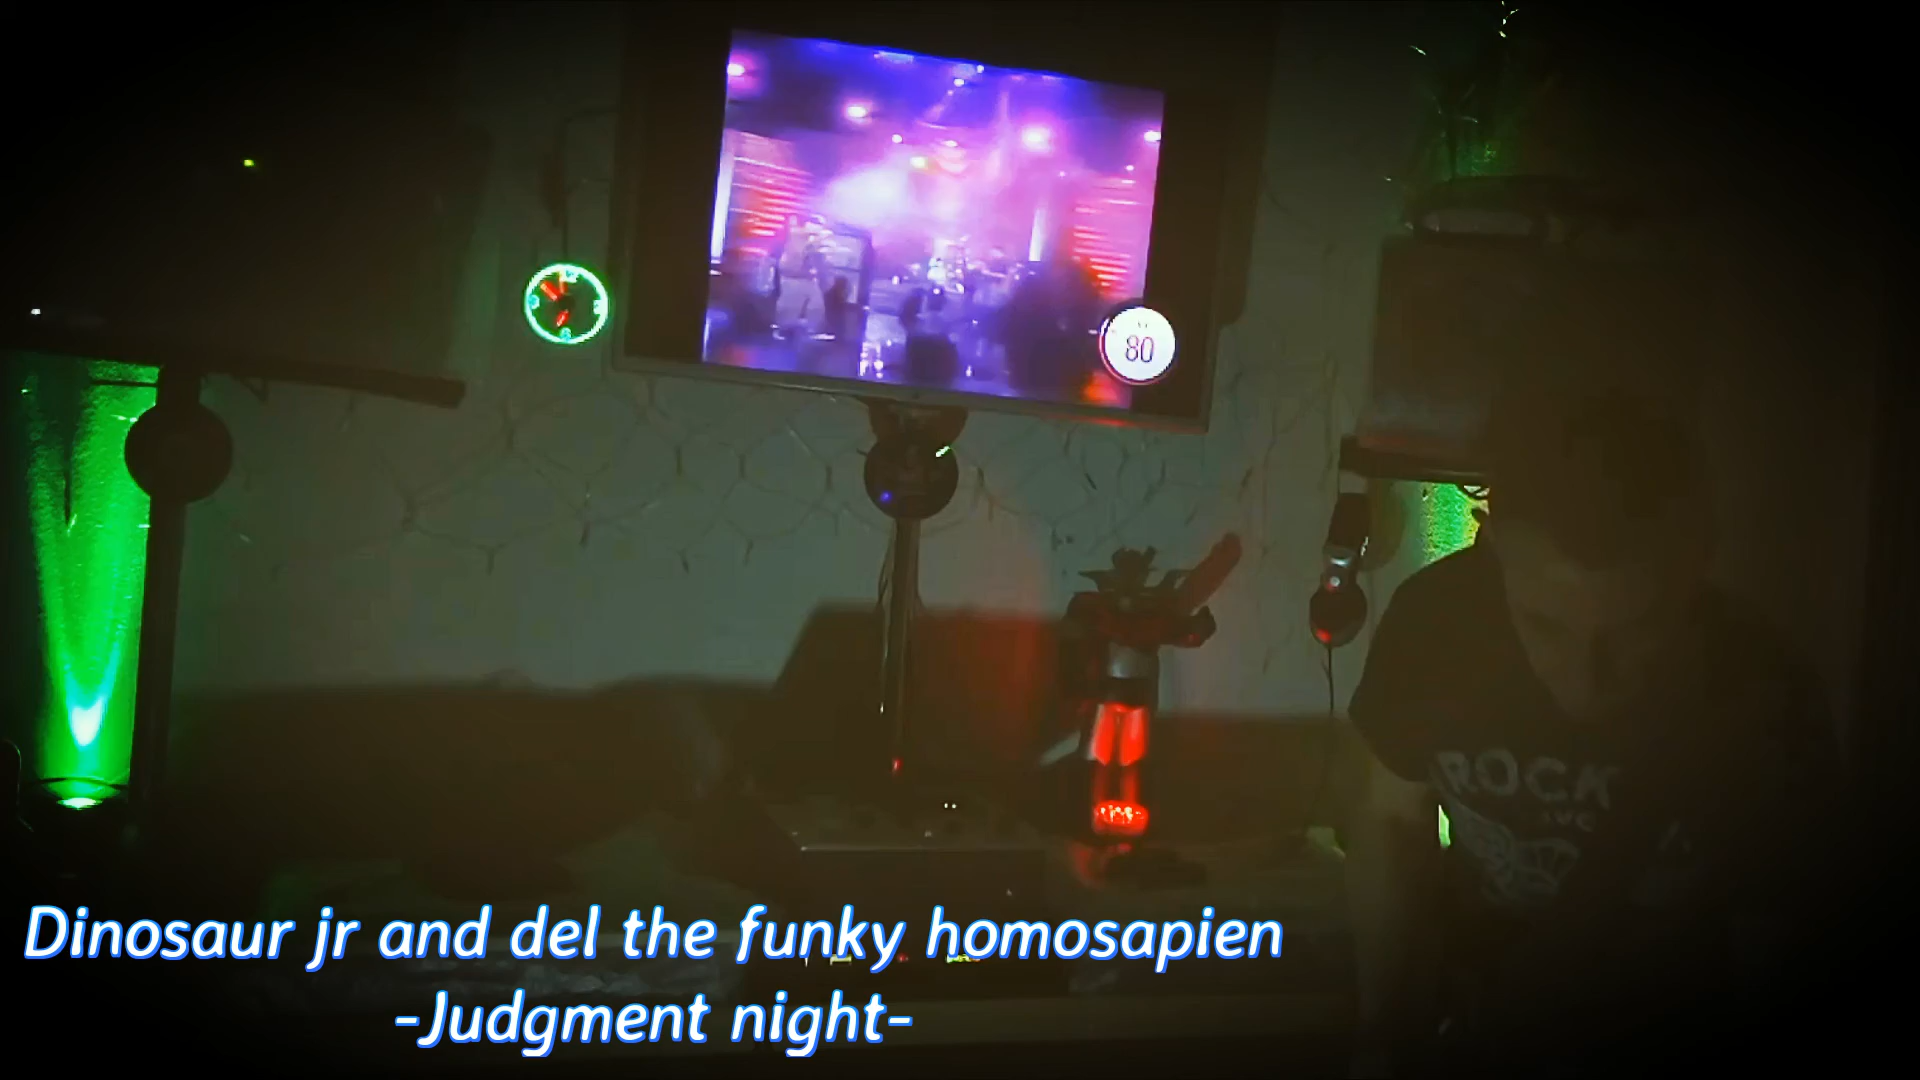 80
ROCK
Dinosaur jr and del the funky homosapien
-Judgment night-